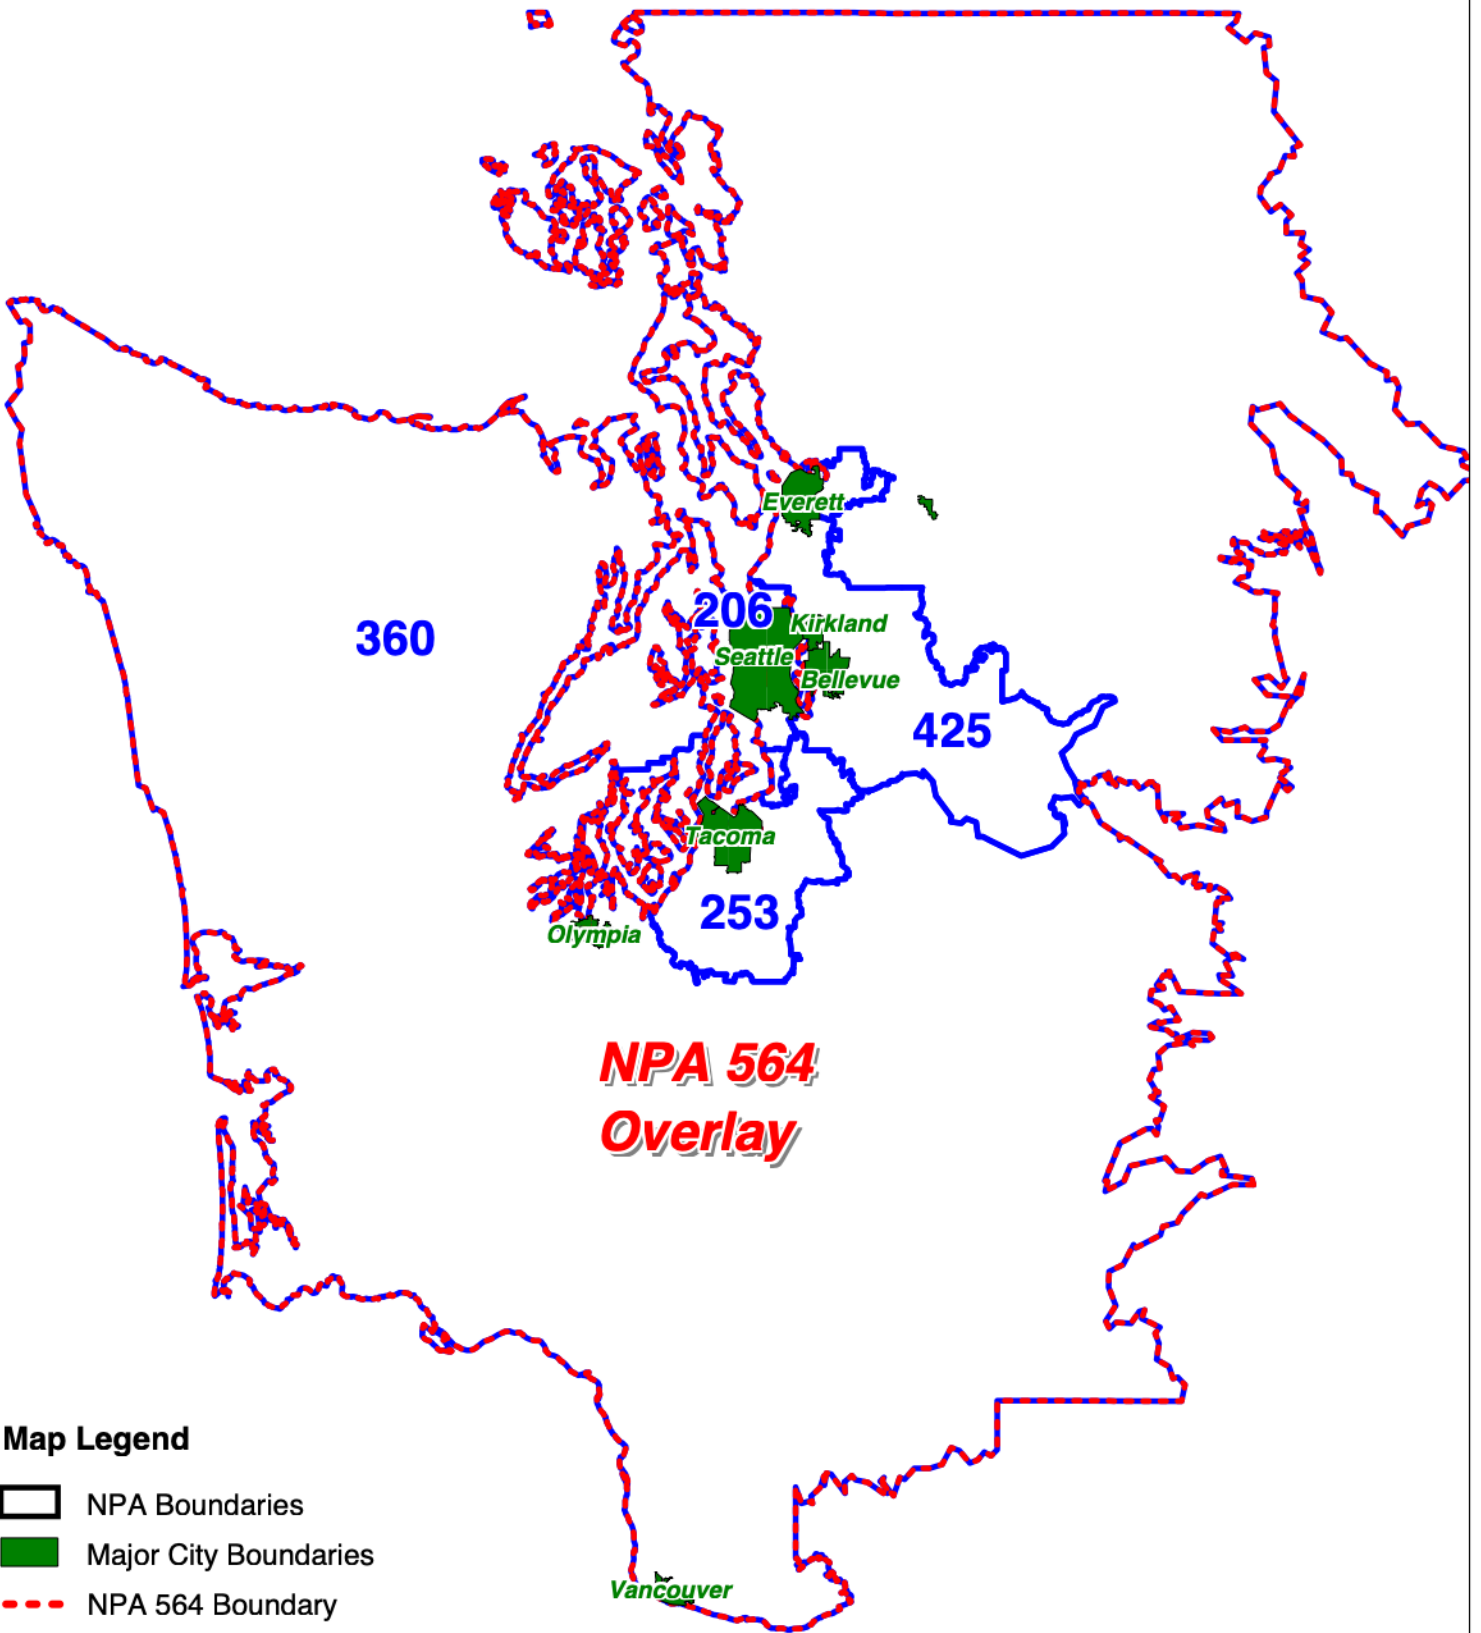 Everett
206
Kirkland
360
Seattle
Bellevue
425
Tacoma
253
Olympia
NPA 564
Overlay
Map Legend
NPA Boundaries
Major City Boundaries
NPA 564 Boundary
Vancouver